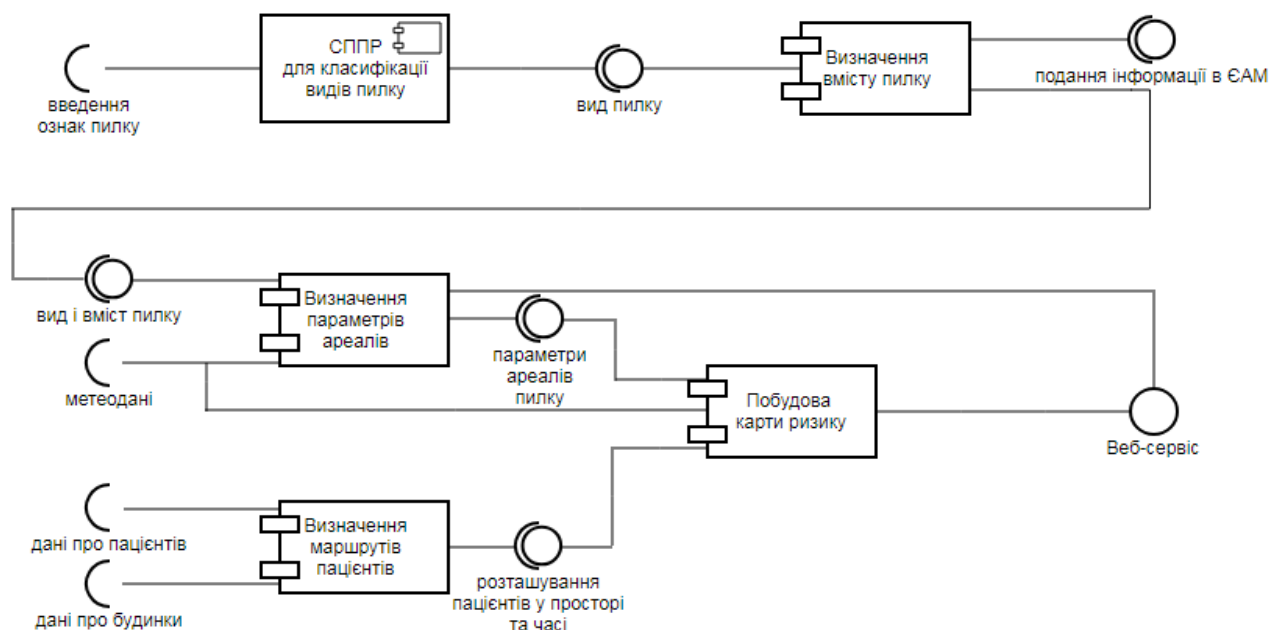 СППР
для класифікації
видів пилку
введення
ознак пилку
вид пилку
Визначення
вмісту пилку
подання інформації в ЄАМ
вид і вміст пилку
Визначення
параметрів
ареалів
метеодані
параметри
ареалів
пилку
Побудова
карти ризику
Веб-сервіс
дані про пацієнтів
Визначення
маршрутів
пацієнтів
дані про будинки
розташування
пацієнтів у просторі
та часі